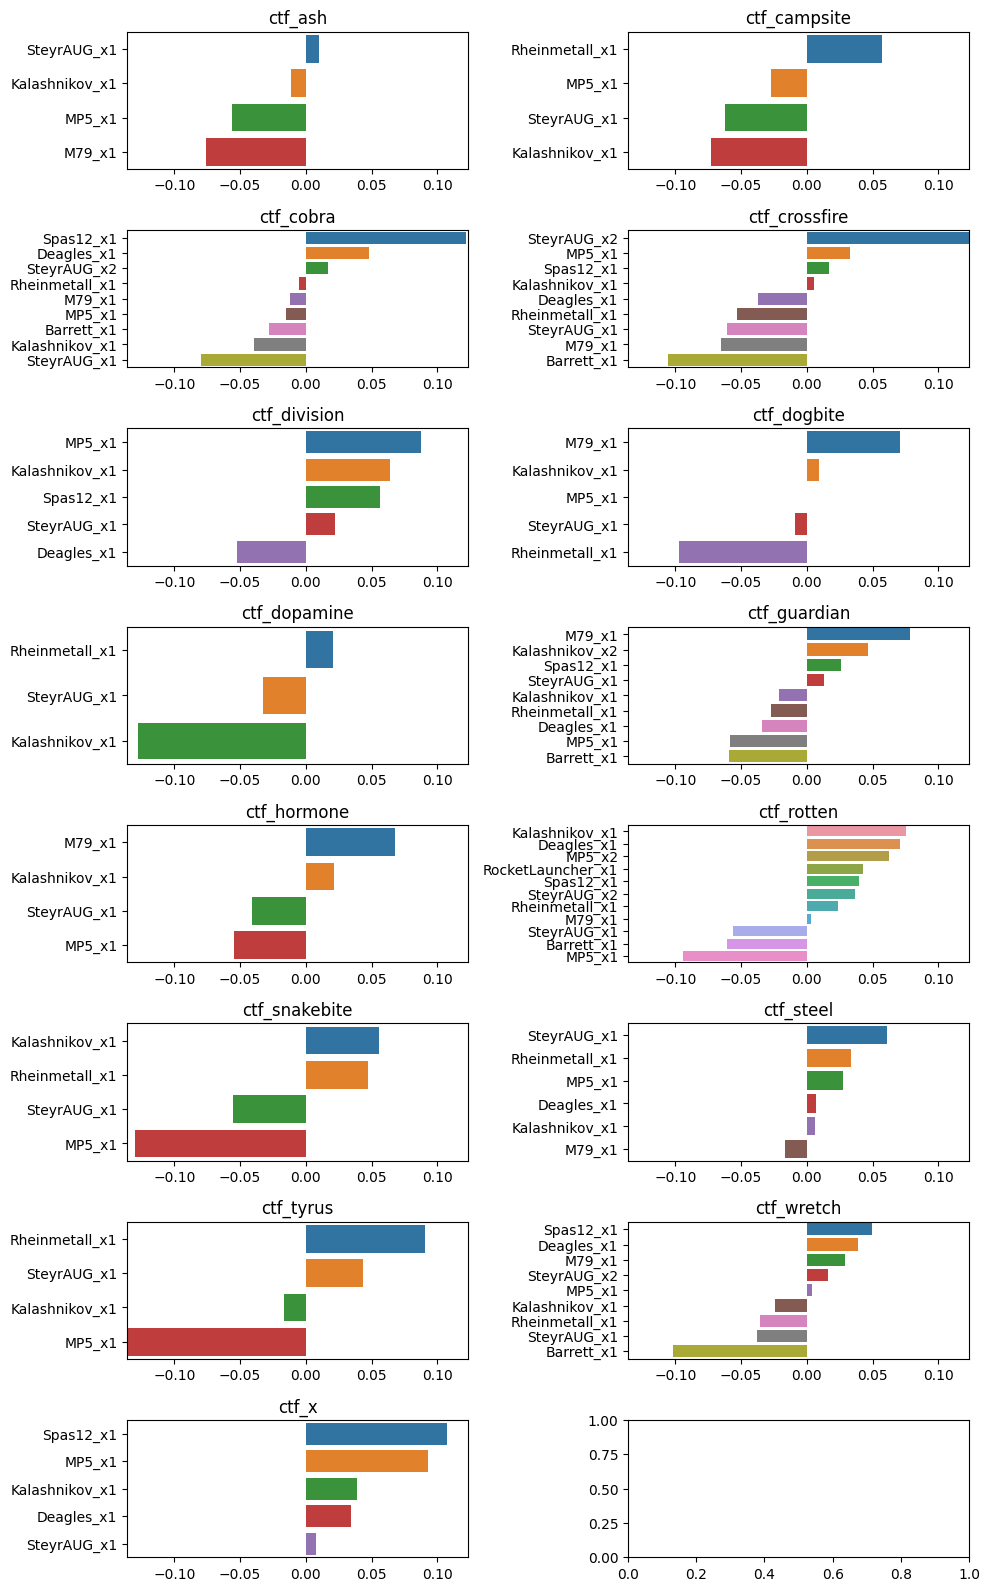 ctf_ash
SteyrAUG_x1
Kalashnikov_x1
MP5_x1
M79_x1
−0.10 −0.05 0.00 0.05 0.10
ctf_campsite
Rheinmetall_x1
MP5_x1
SteyrAUG_x1
Kalashnikov_x1
−0.10 −0.05 0.00 0.05 0.10
ctf_cobra
Spas12_x1
Deagles_x1
SteyrAUG_x2
Rheinmetall_x1
M79_x1
MP5_x1
Barrett_x1
Kalashnikov_x1
SteyrAUG_x1
−0.10 −0.05 0.00 0.05 0.10
ctf_crossfire
SteyrAUG_x2
MP5_x1
Spas12_x1
Kalashnikov_x1
Deagles_x1
Rheinmetall_x1
SteyrAUG_x1
M79_x1
Barrett_x1
−0.10 −0.05 0.00 0.05 0.10
ctf_division
MP5_x1
Kalashnikov_x1
Spas12_x1
SteyrAUG_x1
Deagles_x1
−0.10 −0.05 0.00 0.05 0.10
ctf_dogbite
M79_x1
Kalashnikov_x1
MP5_x1
SteyrAUG_x1
Rheinmetall_x1
−0.10 −0.05 0.00 0.05 0.10
ctf_dopamine
Rheinmetall_x1
SteyrAUG_x1
Kalashnikov_x1
−0.10 −0.05 0.00 0.05 0.10
ctf_guardian
M79_x1
Kalashnikov_x2
Spas12_x1
SteyrAUG_x1
Kalashnikov_x1
Rheinmetall_x1
Deagles_x1
MP5_x1
Barrett_x1
−0.10 −0.05 0.00 0.05 0.10
ctf_hormone
M79_x1
Kalashnikov_x1
SteyrAUG_x1
MP5_x1
−0.10 −0.05 0.00 0.05 0.10
ctf_rotten
Kalashnikov_x1
Deagles_x1
MP5_x2
RocketLauncher_x1
Spas12_x1
SteyrAUG_x2
Rheinmetall_x1
M79_x1
SteyrAUG_x1
Barrett_x1
MP5_x1
−0.10 −0.05 0.00 0.05 0.10
ctf_snakebite
Kalashnikov_x1
Rheinmetall_x1
SteyrAUG_x1
MP5_x1
−0.10 −0.05 0.00 0.05 0.10
ctf_steel
SteyrAUG_x1
Rheinmetall_x1
MP5_x1
Deagles_x1
Kalashnikov_x1
M79_x1
−0.10 −0.05 0.00 0.05 0.10
ctf_tyrus
Rheinmetall_x1
SteyrAUG_x1
Kalashnikov_x1
MP5_x1
−0.10 −0.05 0.00 0.05 0.10
ctf_wretch
Spas12_x1
Deagles_x1
M79_x1
SteyrAUG_x2
MP5_x1
Kalashnikov_x1
Rheinmetall_x1
SteyrAUG_x1
Barrett_x1
−0.10 −0.05 0.00 0.05 0.10
ctf_x
Spas12_x1
MP5_x1
Kalashnikov_x1
Deagles_x1
SteyrAUG_x1
−0.10 −0.05 0.00 0.05 0.10
1.00
0.75
0.50
0.25
0.00
0.0 0.2 0.4 0.6 0.8 1.0